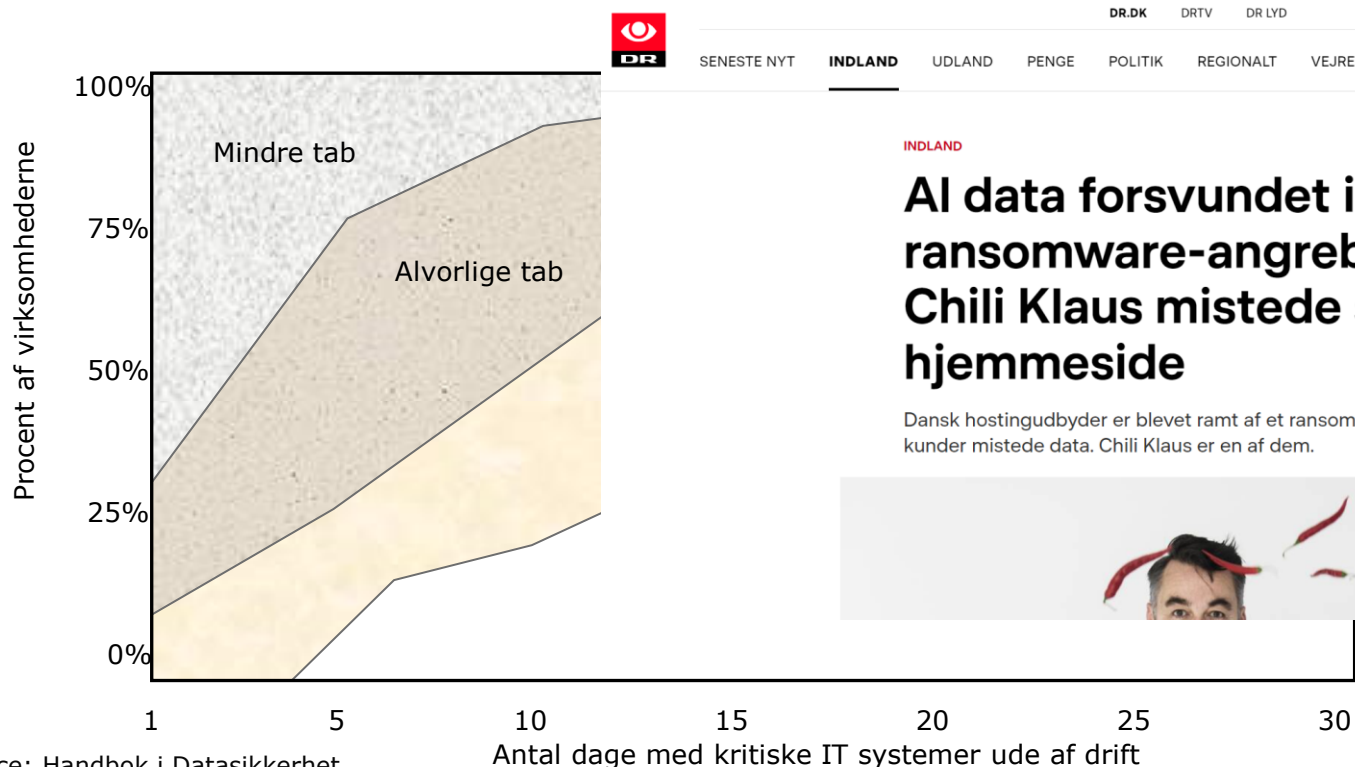 DR.DK DRTV DR LYD
DR
SENESTE NYT INDLAND UDLAND PENGE POLITIK REGIONALT VEJRE
INDLAND
Al data forsvundet i
ransomware-angreb
Chili Klaus mistede
hjemmeside
Dansk hostingudbyder er blevet ramt af et ransom
kunder mistede data. Chili Klaus er en af dem.
Procent af virksomhederne
100%
75%
50%
25%
0%
Mindre tab
Alvorlige tab
1 5 10 15 20 25 30
Antal dage med kritiske IT systemer ude af drift
ce: Handbok i Datasikkerhet